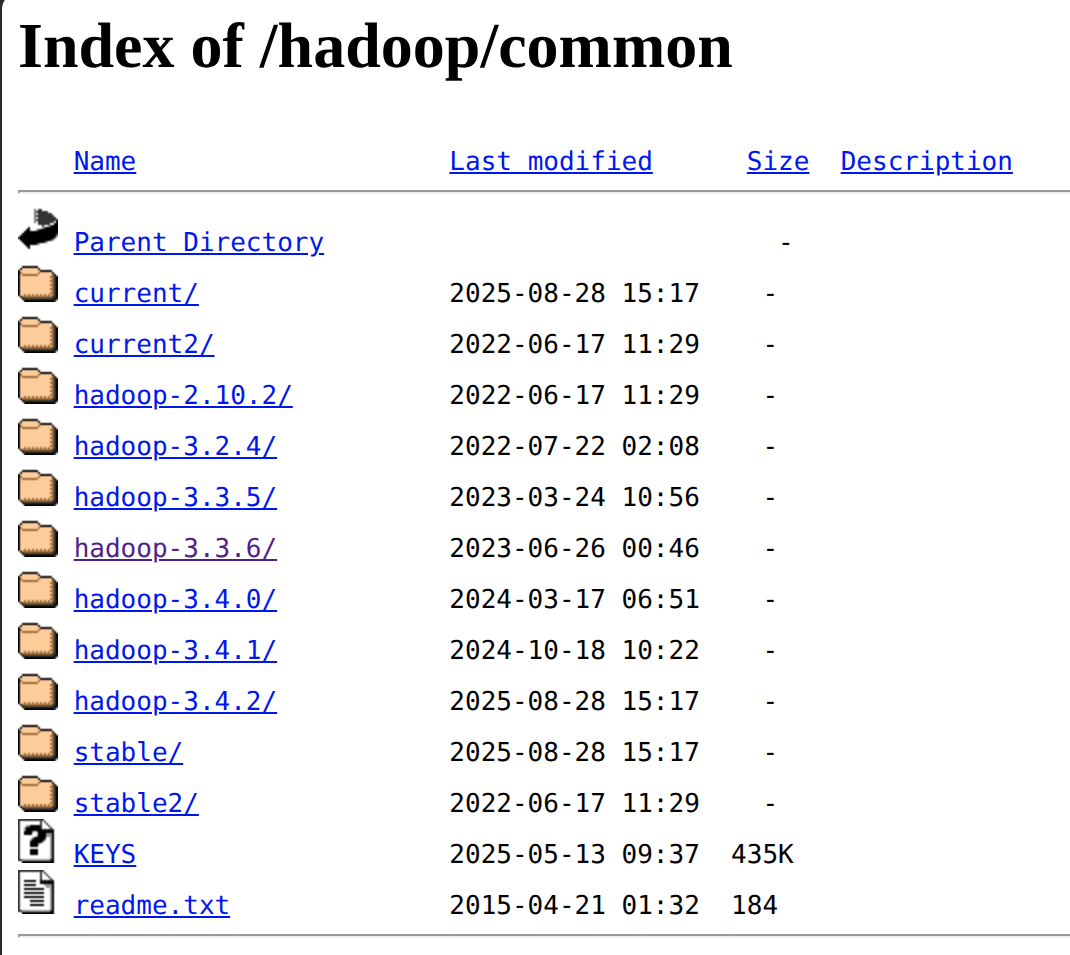 Index of /hadoop/common
Name Last modified Size Description
Parent Directory -
current/ 2025-08-28 15:17 -
current2/ 2022-06-17 11:29 -
hadoop-2.10.2/ 2022-06-17 11:29 -
hadoop-3.2.4/ 2022-07-22 02:08 -
hadoop-3.3.5/ 2023-03-24 10:56 -
hadoop-3.3.6/ 2023-06-26 00:46 -
hadoop-3.4.0/ 2024-03-17 06:51 -
hadoop-3.4.1/ 2024-10-18 10:22 -
hadoop-3.4.2/ 2025-08-28 15:17 -
stable/ 2025-08-28 15:17 -
stable2/ 2022-06-17 11:29 -
KEYS 2025-05-13 09:37 435K
readme.txt 2015-04-21 01:32 184